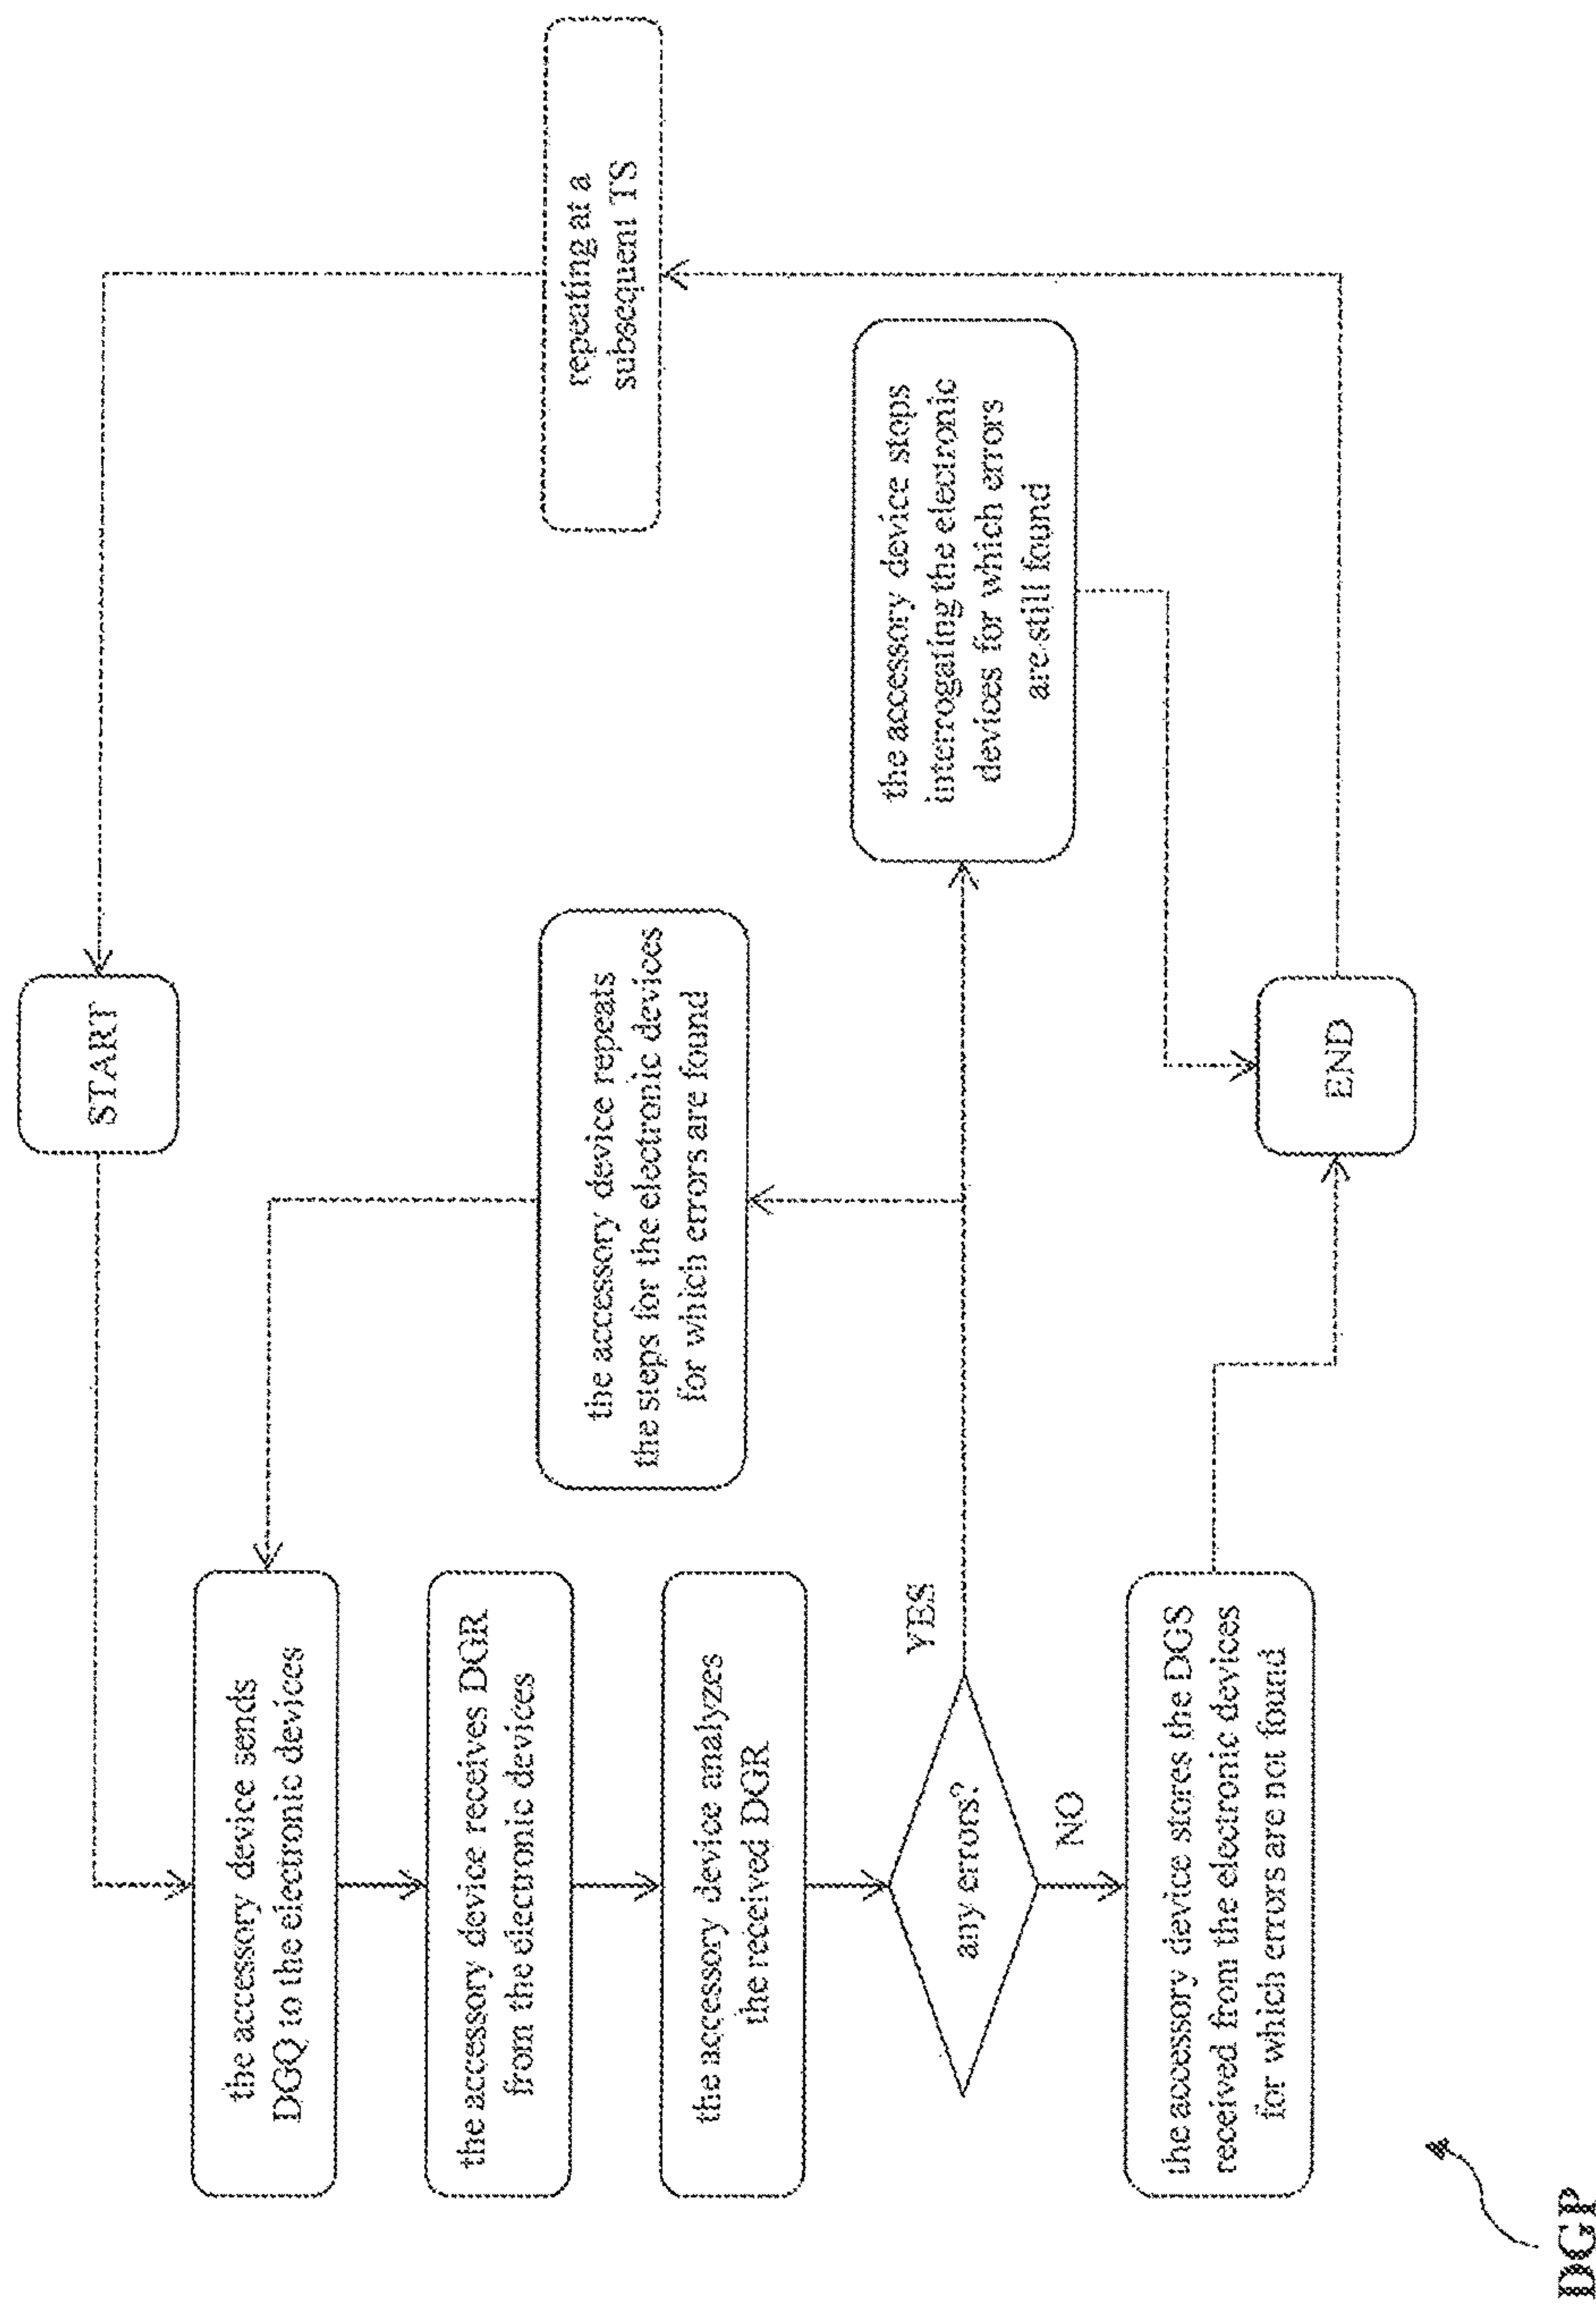 START
the accessory device sends
DGQ to the electronic devices
the accessory device receives DGR
from the electronic devices
the accessory device analyzes
the received DGR
any errors?
YES
NO
the accessory device repeats
the steps for the electronic devices
for which errors are found
the accessory device stops
interrogating the electronic
devices for which errors
are still found
the accessory device stores the DGS
received from the electronic devices
for which errors are not found
END
repeating at a
subsequent TS
DGP